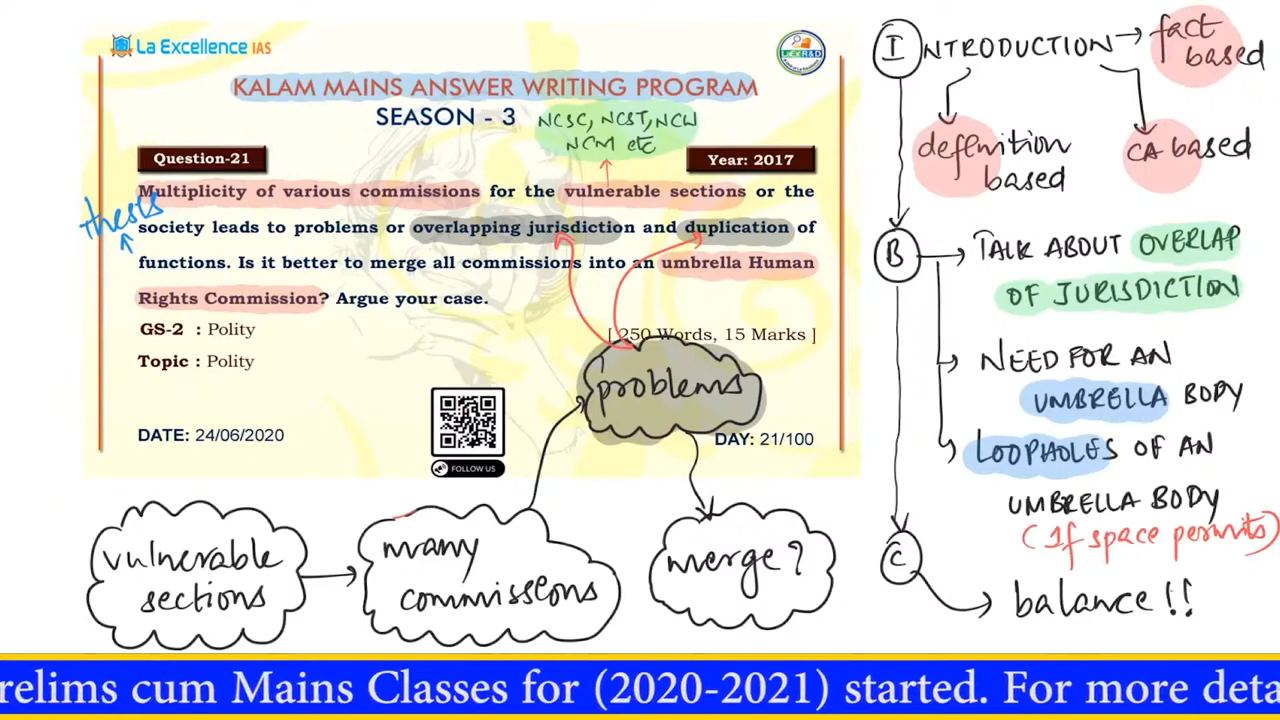 La Excellence IAS
KALAM MAINS ANSWER WRITING PROGRAM
SEASON - 3
NCSC, NCST, NCW
NCM etc
Question-21
Year: 2017
thesis
Multiplicity of various commissions for the vulnerable sections or the
society leads to problems or overlapping jurisdiction and duplication of
functions. Is it better to merge all commissions into an umbrella Human
Rights Commission? Argue your case.
GS-2 : Polity
[ 250 Words, 15 Marks ]
Topic : Polity
problems
DATE: 24/06/2020
FOLLOW US
DAY: 21/100
vulnerable
sections
many
commisseons
merge?
INTRODUCTION → fact
based
defenition
based
CA based
B
TALK ABOUT OVERLAP
OF JURISDICTION
NEED FOR AN
UMBRELLA BODY
LOOPHOLES OF AN
UMBRELLA BODY
(If space permits)
C
balance!!
relims cum Mains Classes for (2020-2021) started. For more deta